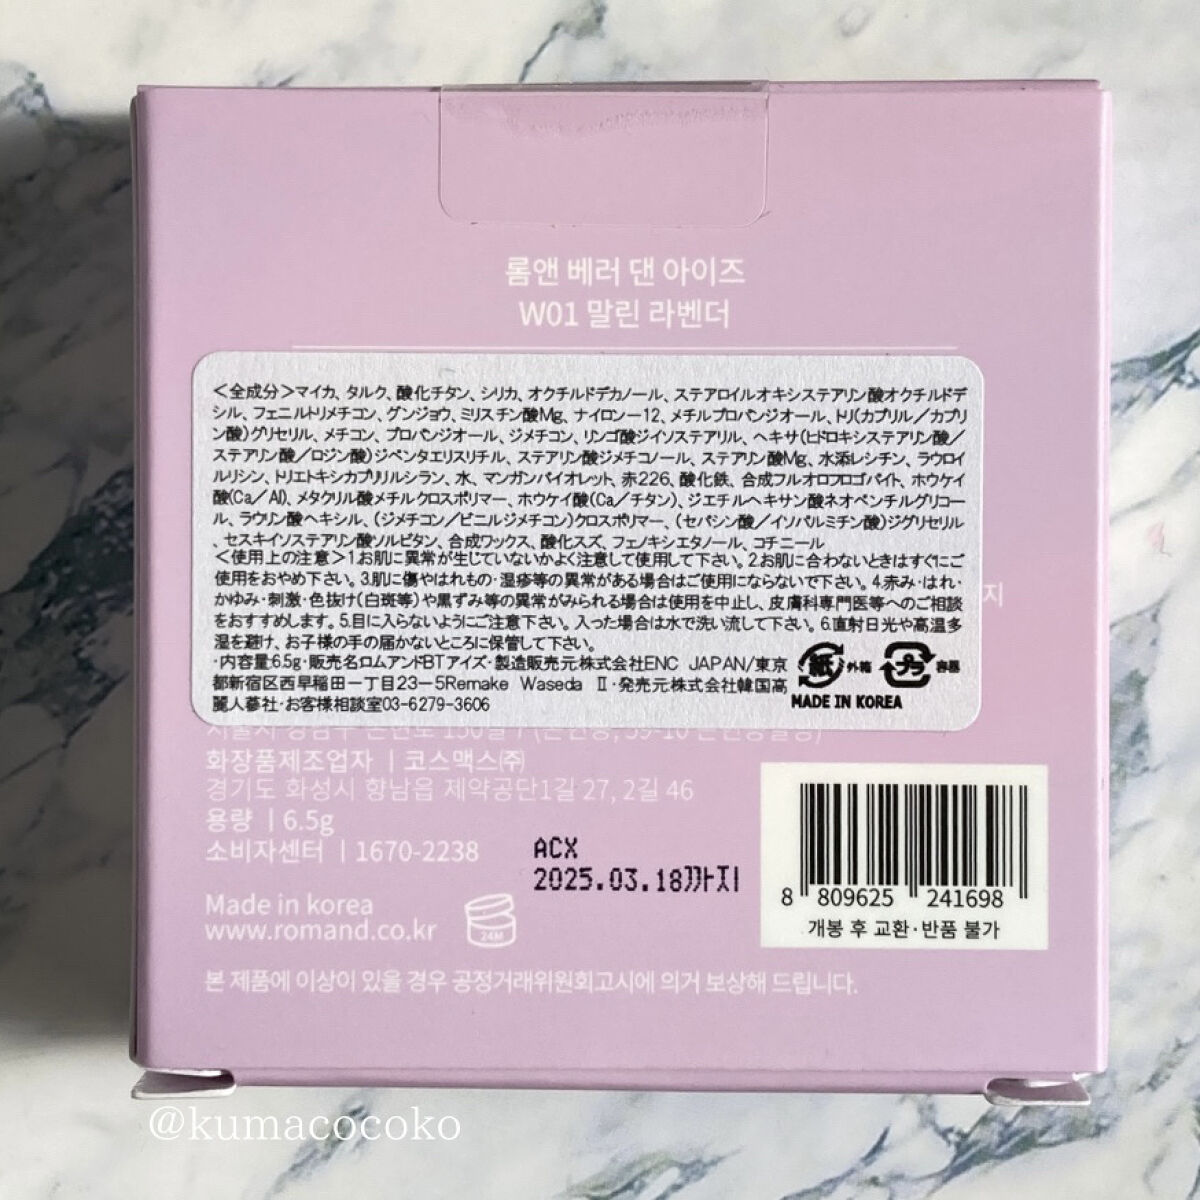 롬앤 베러 댄 아이즈
W01 말린 라벤더
<全成分>マイカ、タルク、酸化チタン、シリカ、オクチルドデカノール、ステアロイルオキシステアリン酸オクチルドデ
シル、フェニルトリメチコン、グンジョウ、ミリスチン酸Mg、ナイロンー12、メチルプロパンジオール、トリ(カプリル/カプリ
ン酸)グリセリル、メチコン、プロパンジオール、ジメチコン、リンゴ酸ジイソステアリル、ヘキサ(ヒドロキシステアリン酸/
ステアリン酸/ロジン酸)ジペンタエリスリチル、ステアリン酸ジメチコノール、ステアリン酸Mg、水添レシチン、ラウロイ
ルリシン、トリエトキシカプリルシラン、水、マンガンバイオレット、赤226、酸化鉄、合成フルオロフロゴパイト、ホウケイ
酸(Ca/Al)、メタクリル酸メチルクロスポリマー、ホウケイ酸(Ca/チタン)、ジエチルヘキサン酸ネオペンチルグリコー
ル、ラウリン酸ヘキシル、(ジメチコン/ビニルジメチコン)クロスポリマー、(セバシン酸/イソパルミチン酸)ジグリセリル
、セスキイソステアリン酸ソルビタン、合成ワックス、酸化スズ、フェノキシエタノール、コチニール
<使用上の注意>1.お肌に異常が生じていないかよく注意して使用して下さい。2.お肌に合わないときはすぐにご
使用をおやめ下さい。3.肌に傷やはれもの・湿疹等の異常がある場合はご使用にならないで下さい。4.赤み・はれ・
かゆみ・刺激・色抜け(白斑等)や黒ずみ等の異常がみられる場合は使用を中止し、皮膚科専門医等へのご相談
をおすすめします。5.目に入らないようにご注意下さい。入った場合は水で洗い流して下さい。6.直射日光や高温多
湿を避け、お子様の手の届かないところに保管して下さい。
・内容量6.5g・販売名ロムアンドBTアイズ・製造販売元株式会社ENC JAPAN/東京
都新宿区西早稲田一丁目23-5Remake Waseda Ⅱ・発売元株式会社韓国高
麗人蔘社・お客様相談室03-6279-3606
紙 外箱 プラ 容器
MADE IN KOREA
지
화장품제조업자 | 코스맥스㈜
경기도 화성시 향남읍 제약공단1길 27, 2길 46
용량 | 6.5g
소비자센터 | 1670-2238
ACX
2025.03.18까지
Made in korea
www.romand.co.kr
24M
8 809625 241698
개봉 후 교환·반품 불가
본 제품에 이상이 있을 경우 공정거래위원회고시에 의거 보상해 드립니다.
@kumacocoko